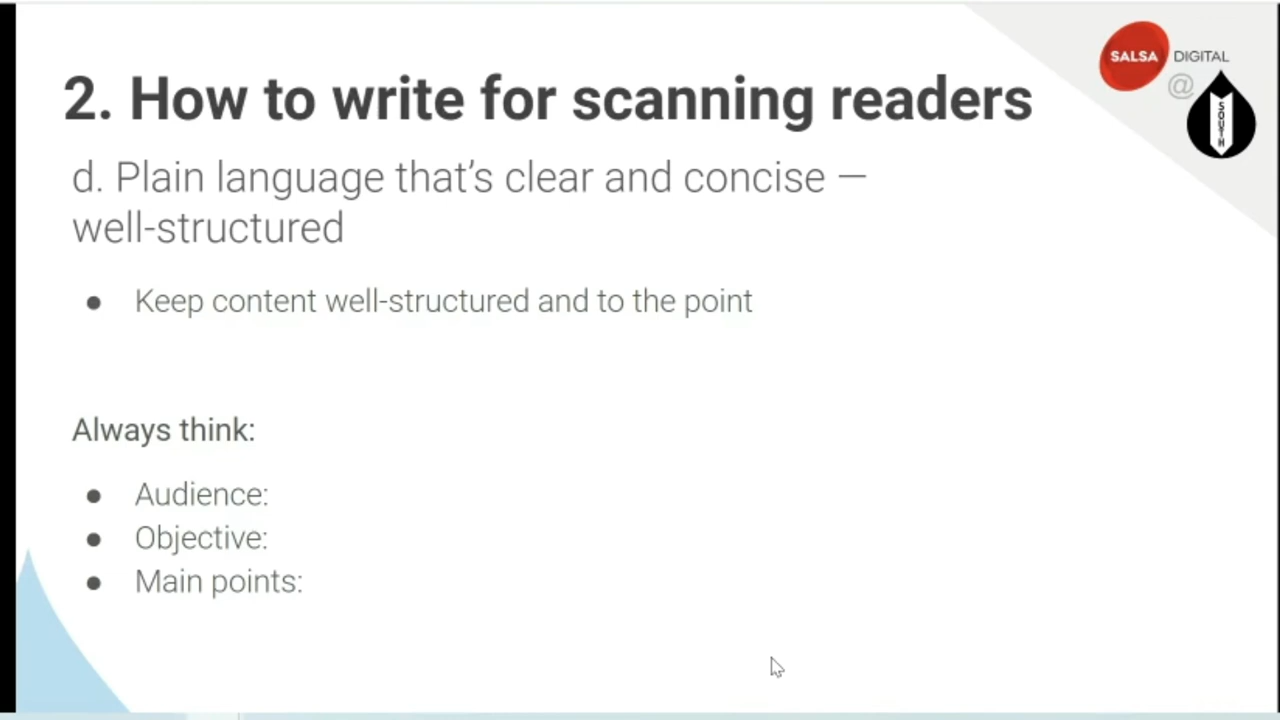 SALSA DIGITAL
@
SOUTH
2. How to write for scanning readers
d. Plain language that’s clear and concise —
well-structured
● Keep content well-structured and to the point
Always think:
● Audience:
● Objective:
● Main points: